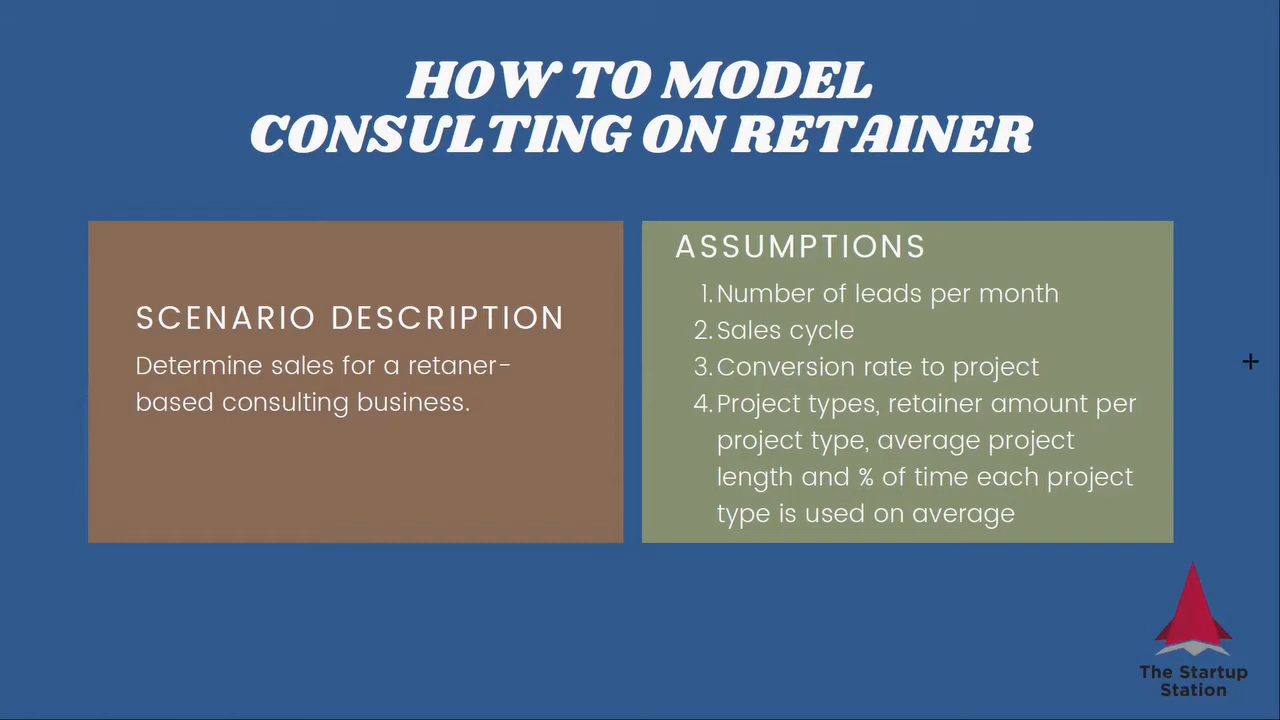 HOW TO MODEL
CONSULTING ON RETAINER
SCENARIO DESCRIPTION
Determine sales for a retaner-
based consulting business.
ASSUMPTIONS
1. Number of leads per month
2. Sales cycle
3. Conversion rate to project
4. Project types, retainer amount per
project type, average project
length and % of time each project
type is used on average
The Startup
Station